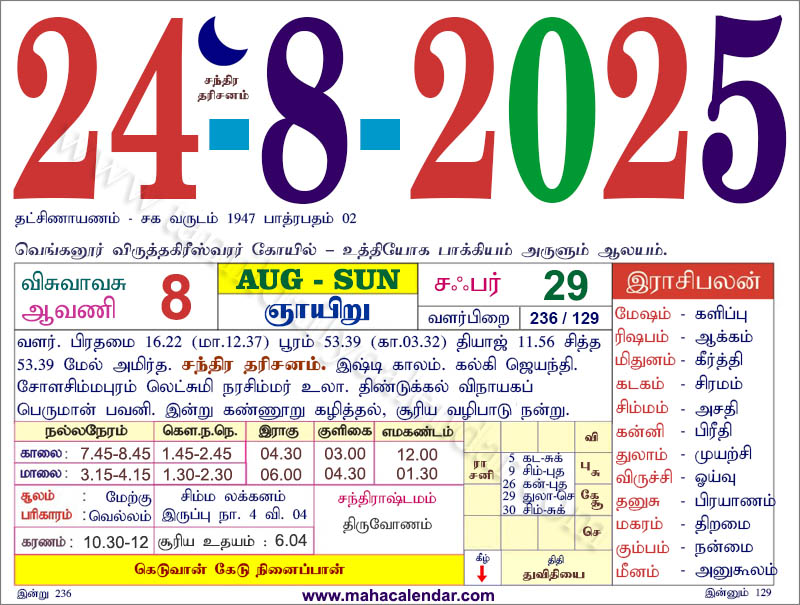 24-8-2025
சந்திர
தரிசனம்
தட்சிணாயணம் - சக வருடம் 1947 பாத்ரபதம் 02
வெங்கனூர் விருத்தகிரீஸ்வரர் கோயில் – உத்தியோக பாக்கியம் அருளும் ஆலயம்.
விசுவாவசு
ஆவணி 8
AUG - SUN
ஞாயிறு
சஃபர் 29
வளர்பிறை 236 / 129
வளர். பிரதமை 16.22 (மா.12.37) பூரம் 53.39 (கா.03.32) தியாஜ் 11.56 சித்த
53.39 மேல் அமிர்த. சந்திர தரிசனம். இஷ்டி காலம். கல்கி ஜெயந்தி.
சோளசிம்மபுரம் லெட்சுமி நரசிம்மர் உலா. திண்டுக்கல் விநாயகப்
பெருமான் பவனி. இன்று கண்ணூறு கழித்தல், சூரிய வழிபாடு நன்று.
நல்லநேரம் கௌ.ந.நே. இராகு குளிகை எமகண்டம்
காலை: 7.45-8.45 1.45-2.45 04.30 03.00 12.00
மாலை: 3.15-4.15 1.30-2.30 06.00 04.30 01.30
சூலம் : மேற்கு
பரிகாரம் : வெல்லம்
சிம்ம லக்கனம்
இருப்பு நா. 4 வி. 04
சந்திராஷ்டமம்
திருவோணம்
கரணம் : 10.30-12 சூரிய உதயம் : 6.04
கெடுவான் கேடு நினைப்பான்
வி
ரா
சனி
பு
சு
கே
செ
5 கட-சுக்
9 சிம்-புத
26 கன்-புத
29 துலா-செ
30 சிம்-சுக்
கீழ்
திதி
துவிதியை
இராசிபலன்
மேஷம் - களிப்பு
ரிஷபம் - ஆக்கம்
மிதுனம் - கீர்த்தி
கடகம் - சிரமம்
சிம்மம் - அசதி
கன்னி - பிரீதி
துலாம் - முயற்சி
விருச்சி - ஓய்வு
தனுசு - பிரயாணம்
மகரம் - திறமை
கும்பம் - நன்மை
மீனம் - அனுகூலம்
இன்று 236
www.mahacalendar.com
இன்னும் 129